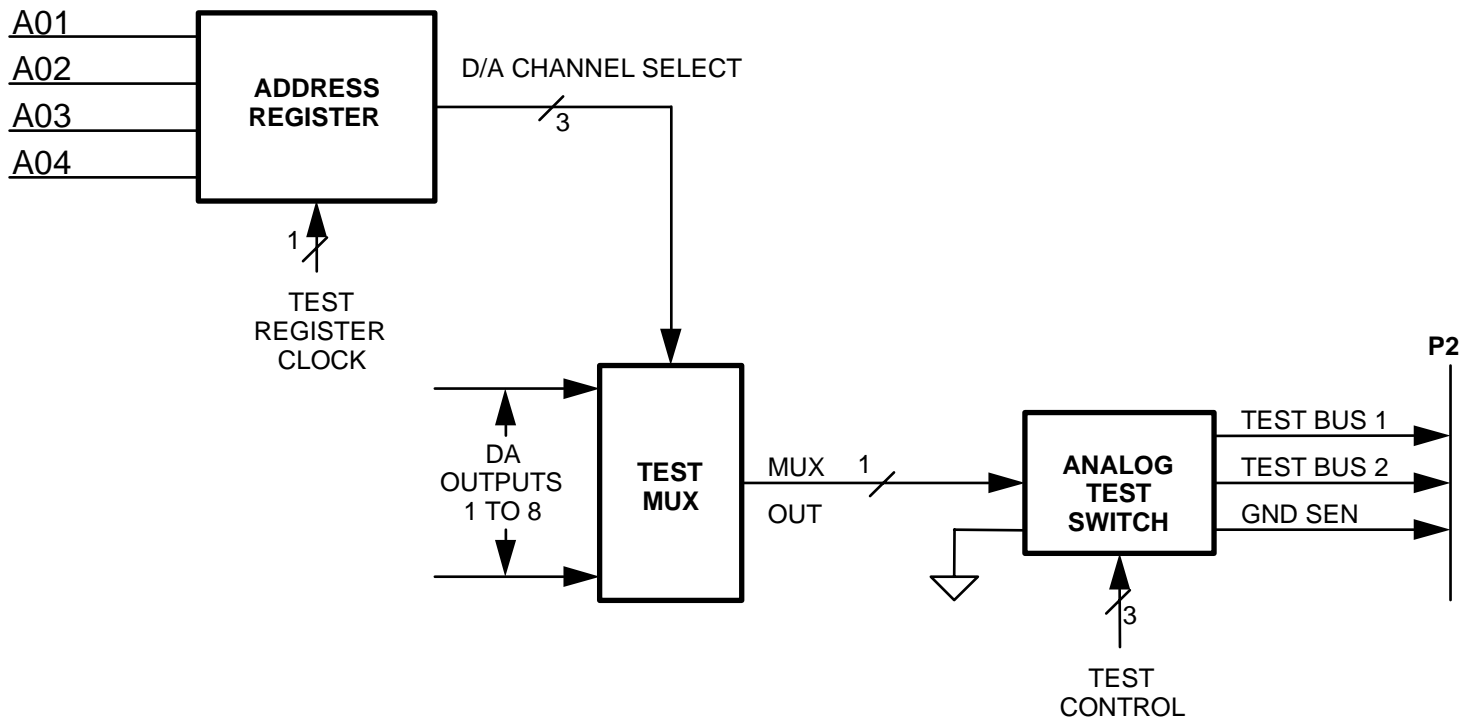 A01
A02
A03
A04
ADDRESS
REGISTER
D/A CHANNEL SELECT
3
1
TEST
REGISTER
CLOCK
DA
OUTPUTS
1 TO 8
TEST
MUX
MUX
OUT
1
ANALOG
TEST
SWITCH
3
TEST
CONTROL
P2
TEST BUS 1
TEST BUS 2
GND SEN